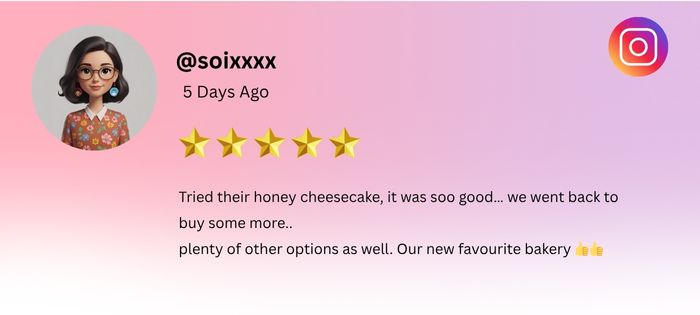 @soixxxx
5 Days Ago
Tried their honey cheesecake, it was soo good... we went back to
buy some more..
plenty of other options as well. Our new favourite bakery 👍👍